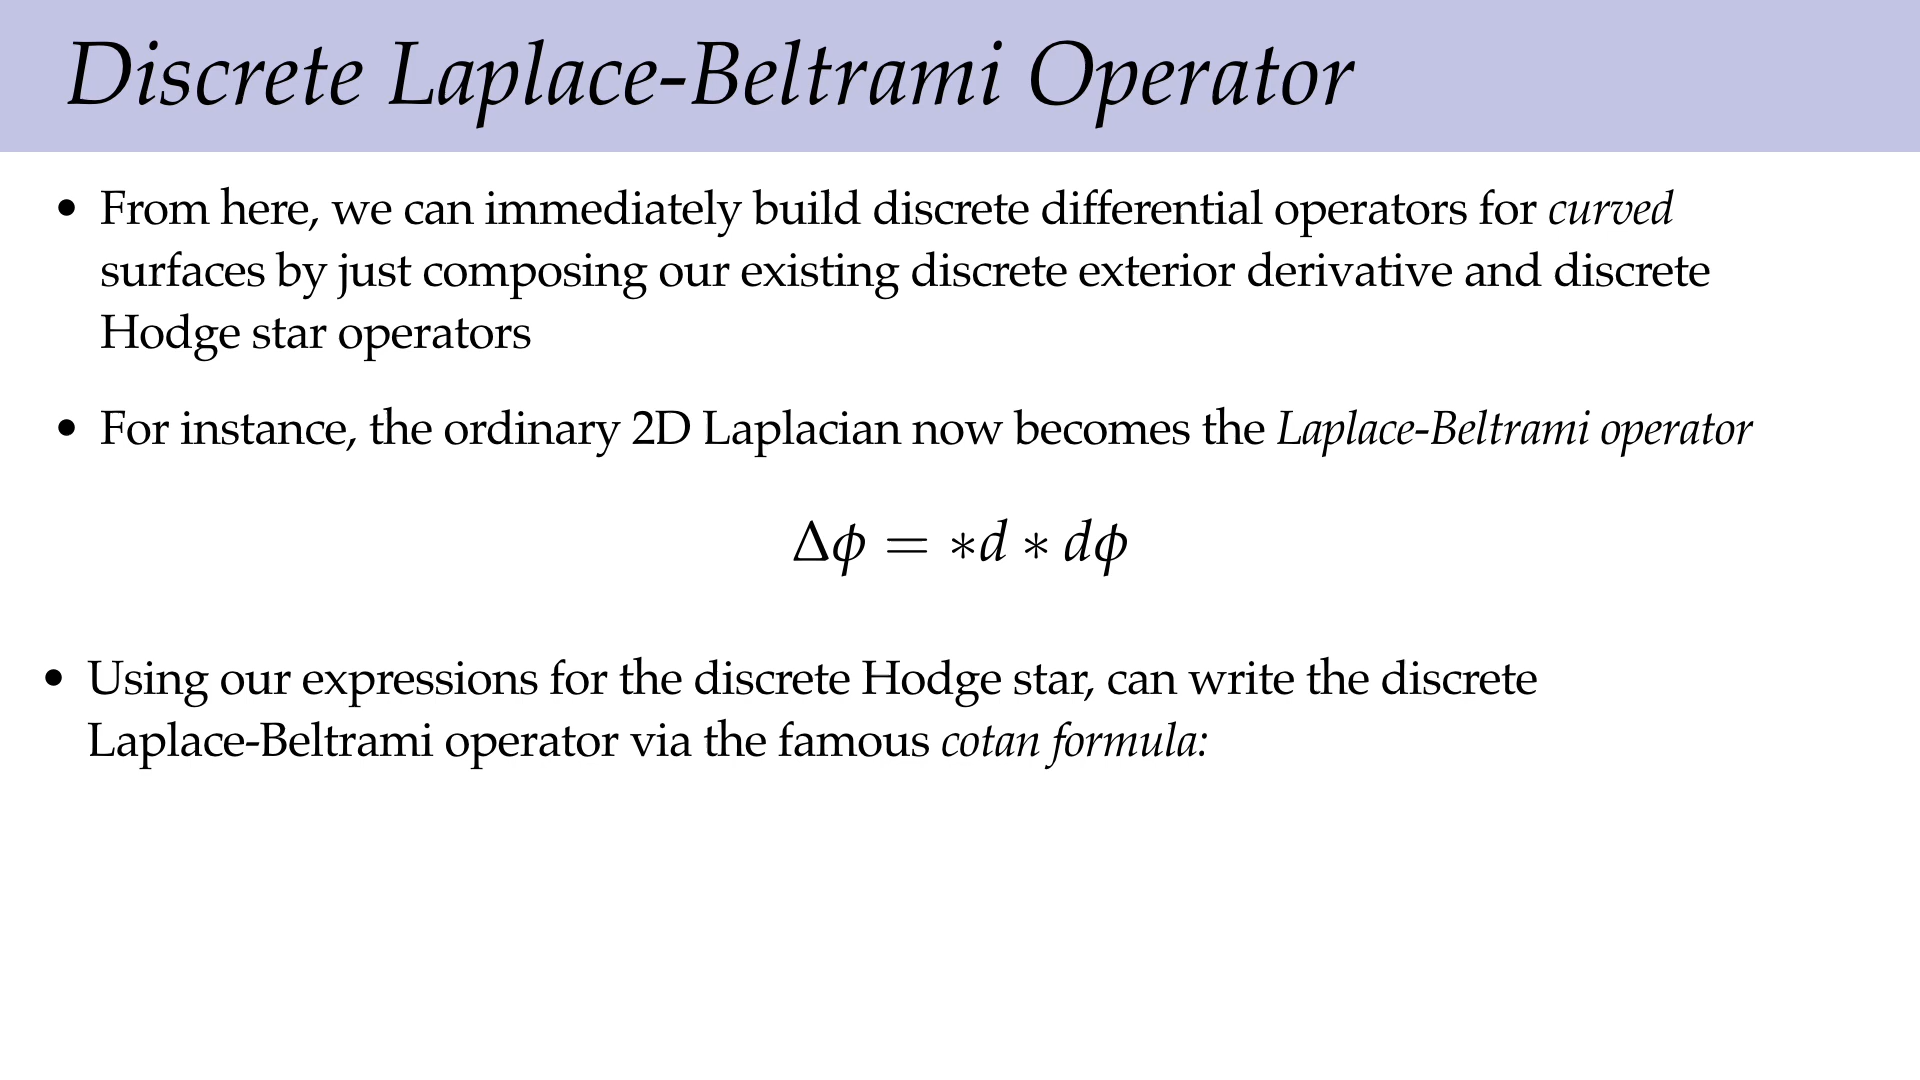 Discrete Laplace-Beltrami Operator
• From here, we can immediately build discrete differential operators for curved
surfaces by just composing our existing discrete exterior derivative and discrete
Hodge star operators
• For instance, the ordinary 2D Laplacian now becomes the Laplace-Beltrami operator
Δϕ = ∗d ∗ dϕ
• Using our expressions for the discrete Hodge star, can write the discrete
Laplace-Beltrami operator via the famous cotan formula: